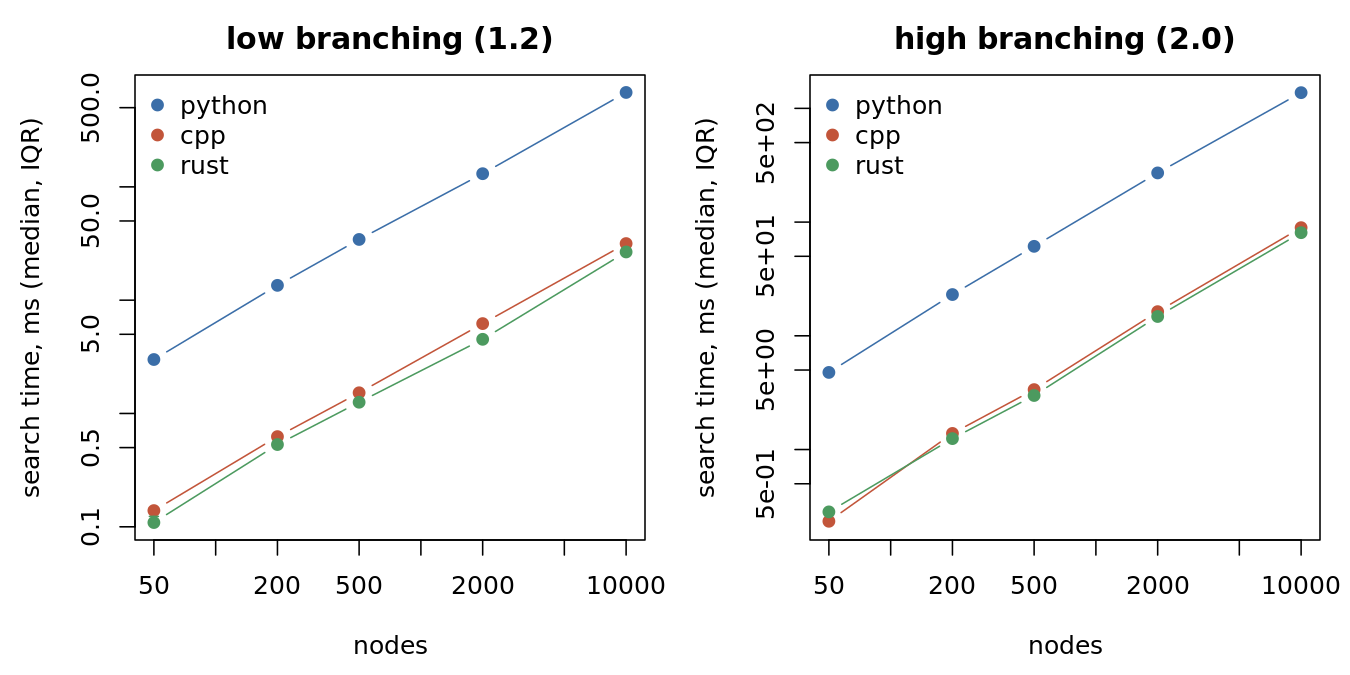 low branching (1.2)
search time, ms (median, IQR)
500.0
50.0
5.0
0.5
0.1
python
cpp
rust
50 200 500 2000 10000
nodes
high branching (2.0)
search time, ms (median, IQR)
5e+02
5e+01
5e+00
5e-01
python
cpp
rust
50 200 500 2000 10000
nodes